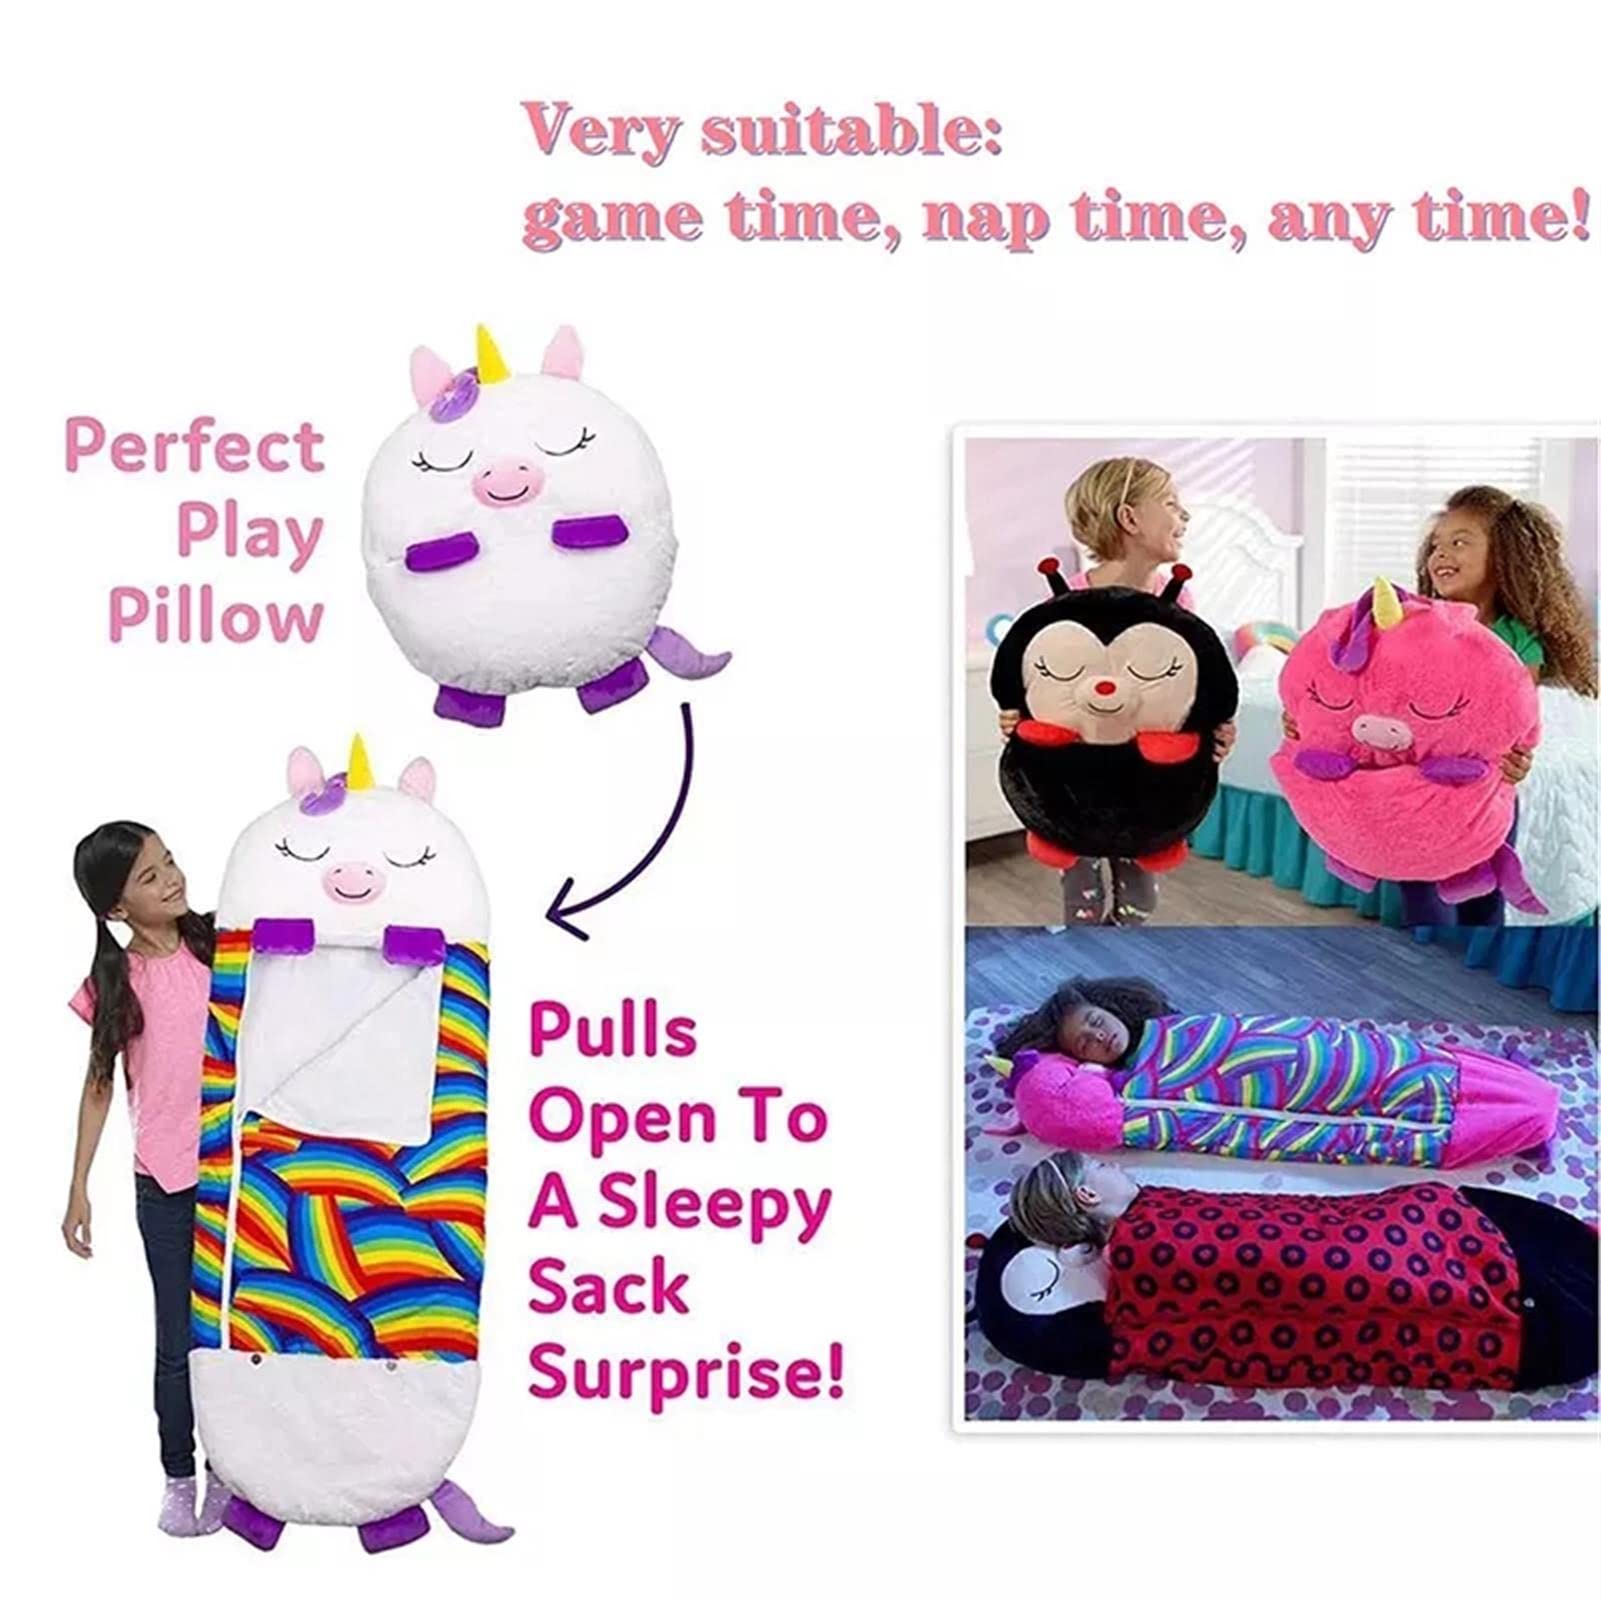 Very suitable:
game time, nap time, any time!
Perfect
Play
Pillow
Pulls
Open To
A Sleepy
Sack
Surprise!